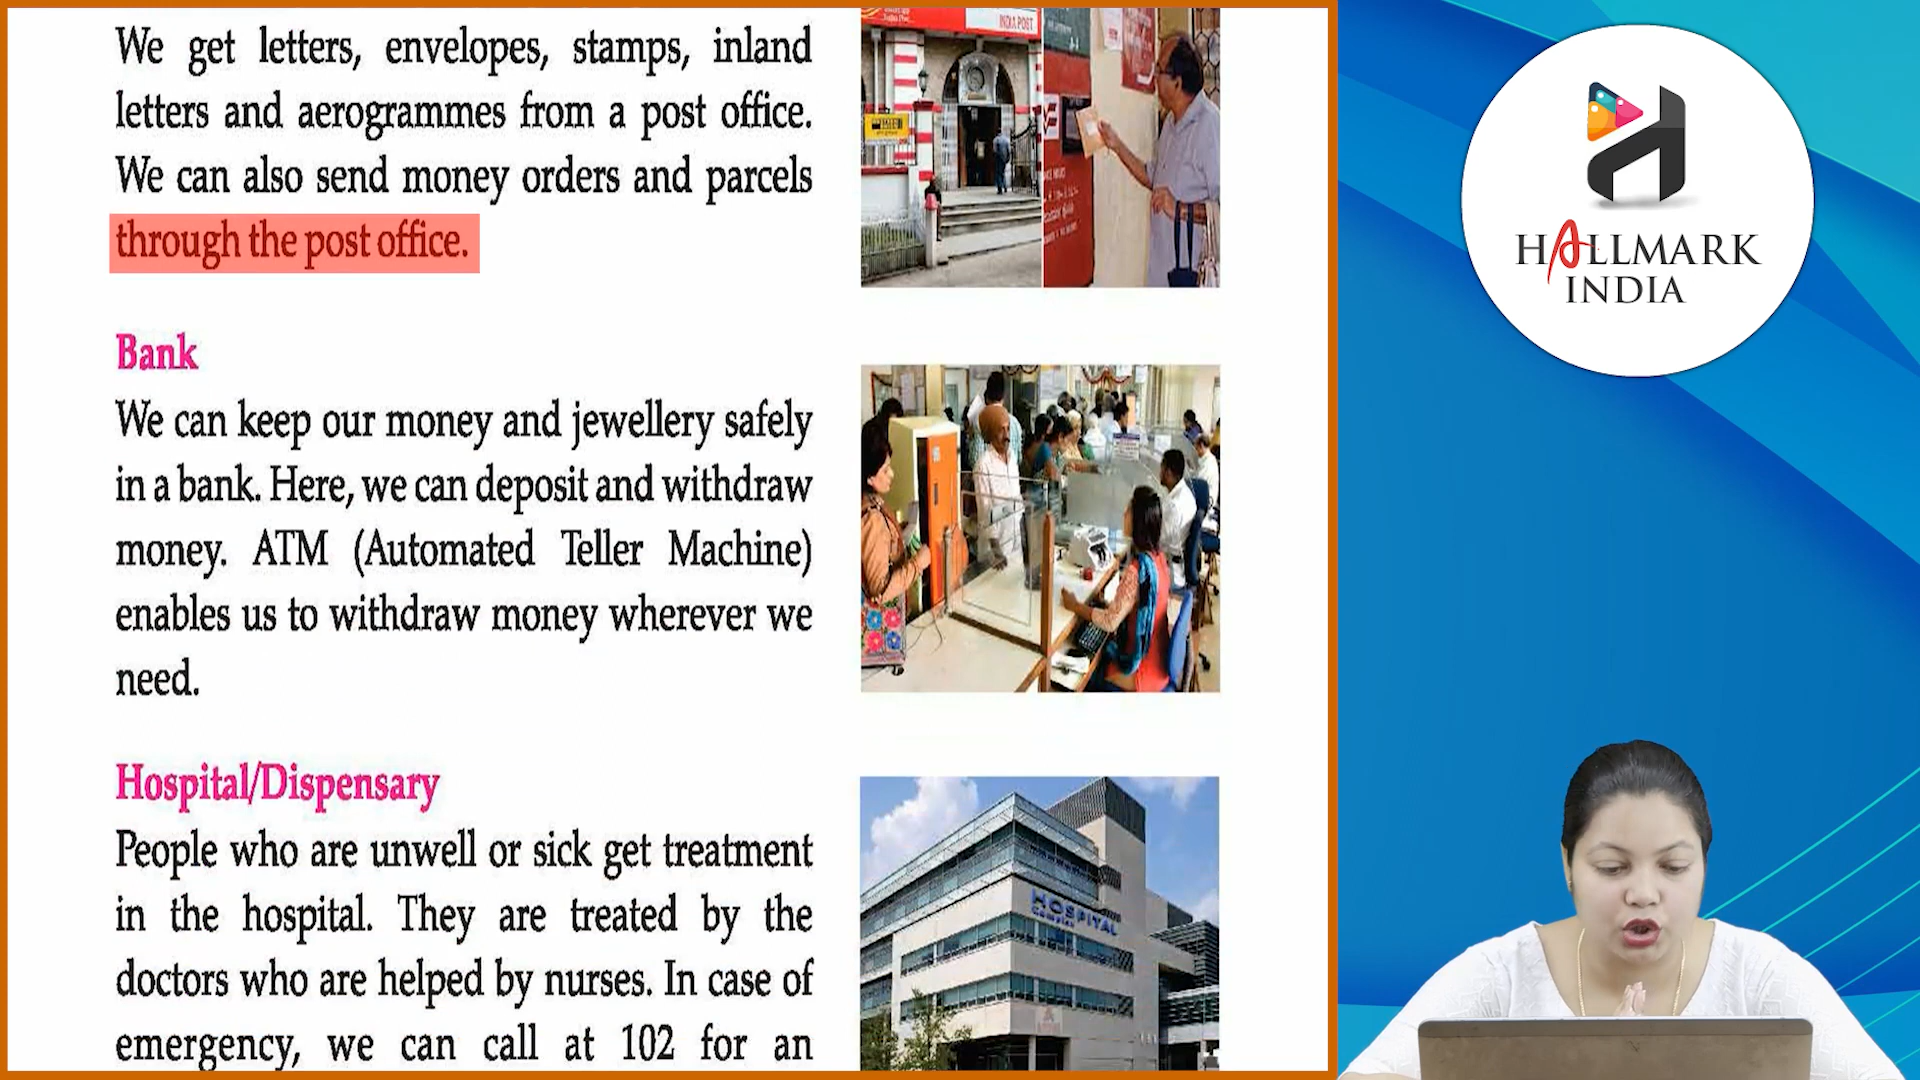 We get letters, envelopes, stamps, inland
letters and aerogrammes from a post office.
We can also send money orders and parcels
through the post office.
Bank
We can keep our money and jewellery safely
in a bank. Here, we can deposit and withdraw
money. ATM (Automated Teller Machine)
enables us to withdraw money wherever we
need.
Hospital/Dispensary
People who are unwell or sick get treatment
in the hospital. They are treated by the
doctors who are helped by nurses. In case of
emergency, we can call at 102 for an
INDIA POST
HOSPITAL
Complex
HALLMARK
INDIA